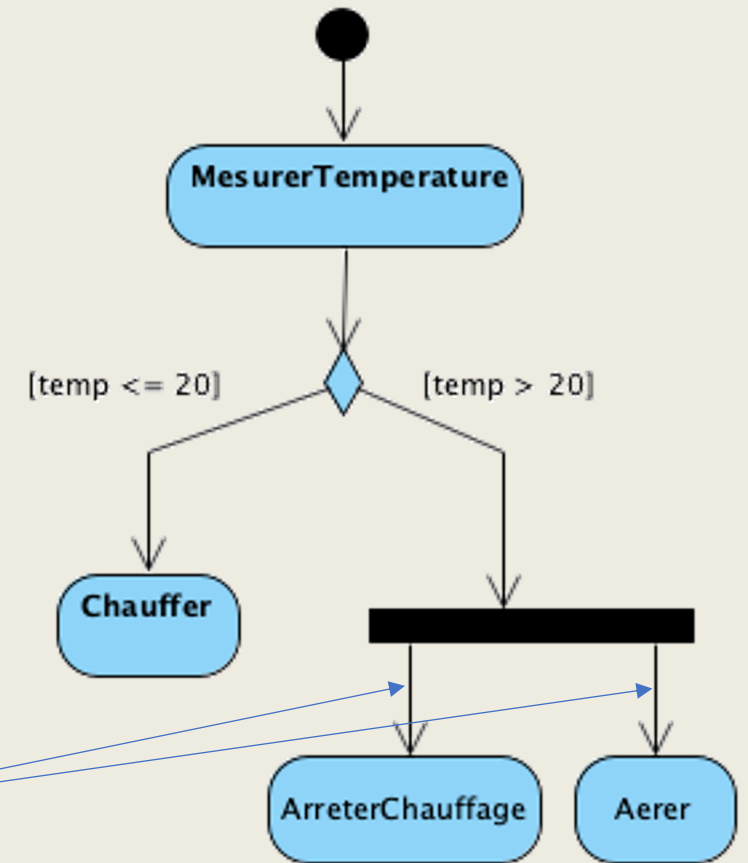 MesurerTemperature
[temp <= 20]
[temp > 20]
Chauffer
ArreterChauffage
Aerer